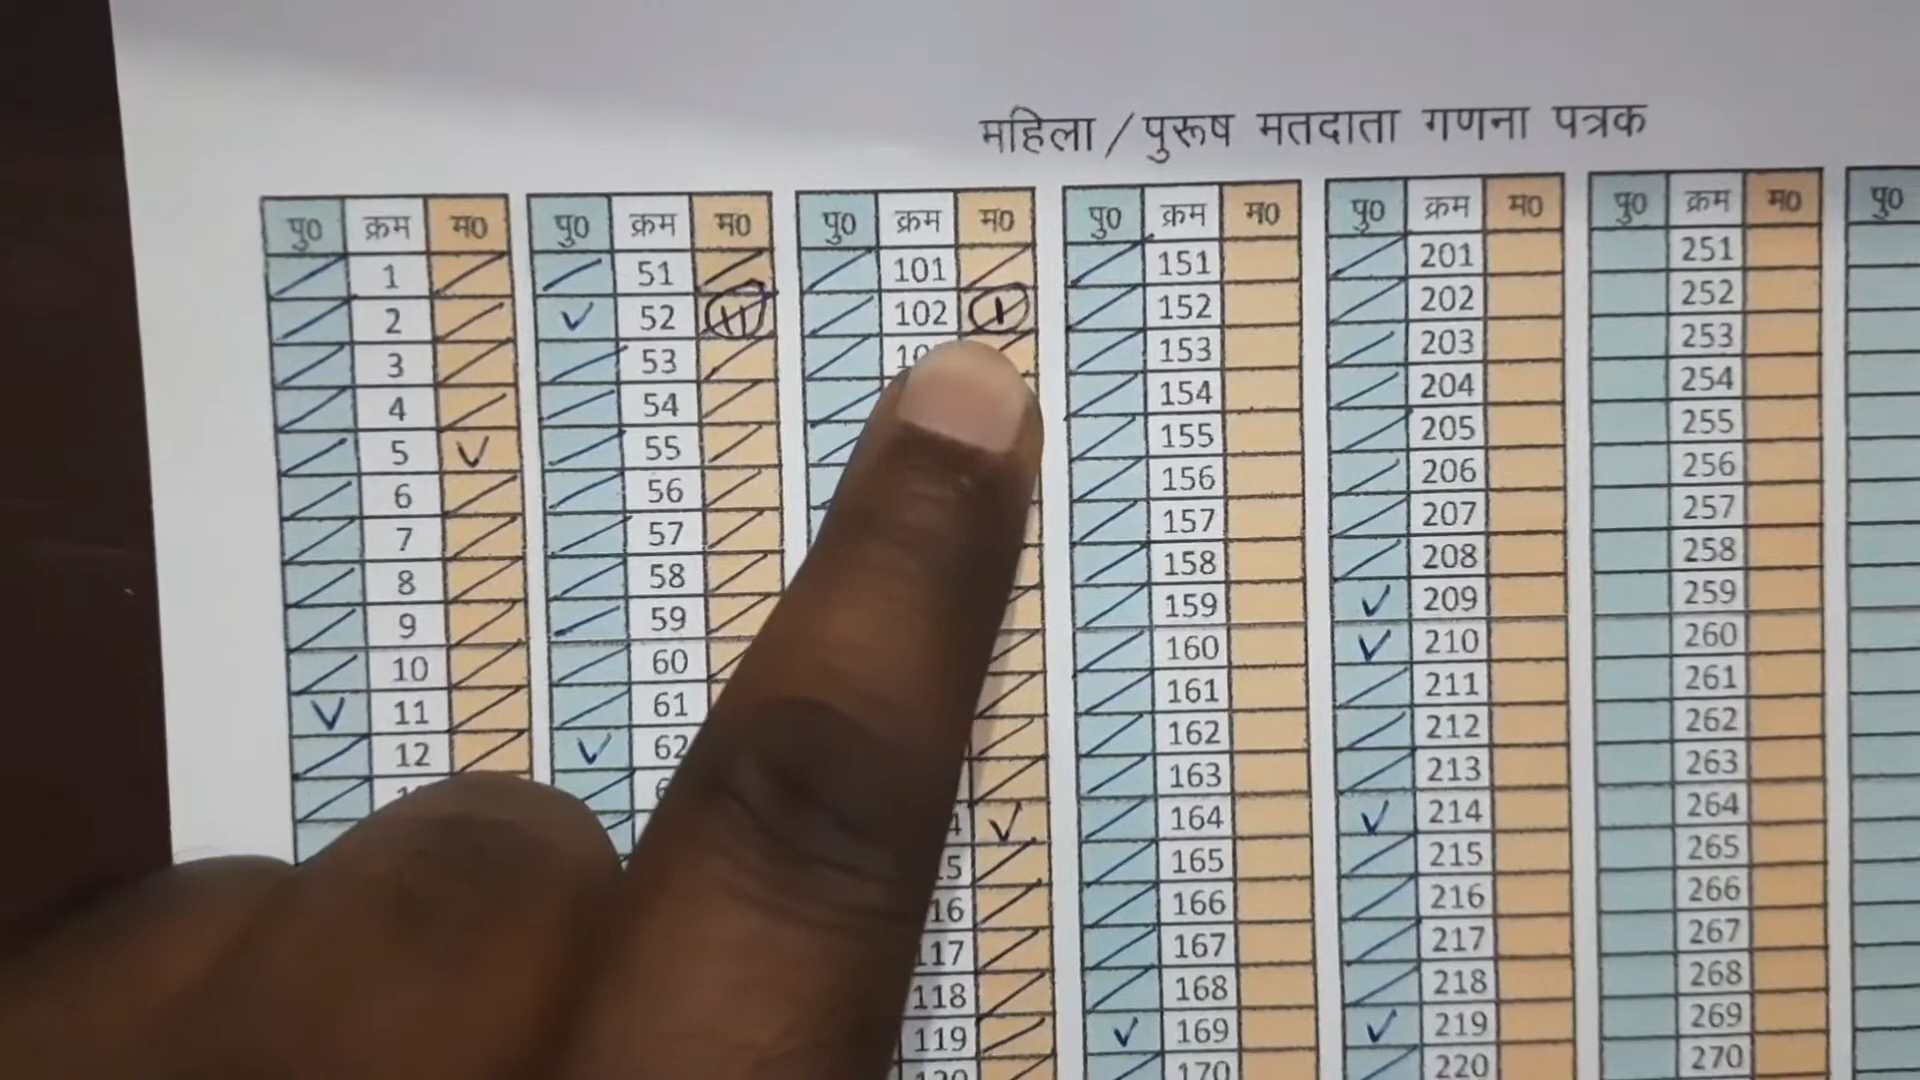 महिला / पुरूष मतदाता गणना पत्रक
पु0 क्रम म0 पु0 क्रम म0 पु0 क्रम म0 पु0 क्रम म0 पु0 क्रम म0 पु0 क्रम म0 पु0
1 51 101 151 201 251
2 52 102 152 202 252
3 53 153 203 253
4 54 154 204 254
5 55 155 205 255
6 56 156 206 256
7 57 157 207 257
8 58 158 208 258
9 59 159 209 259
10 60 160 210 260
11 61 161 211 261
12 62 162 212 262
163 213 263
164 214 264
165 215 265
166 216 266
117 167 217 267
118 168 218 268
119 169 219 269
170 220 270